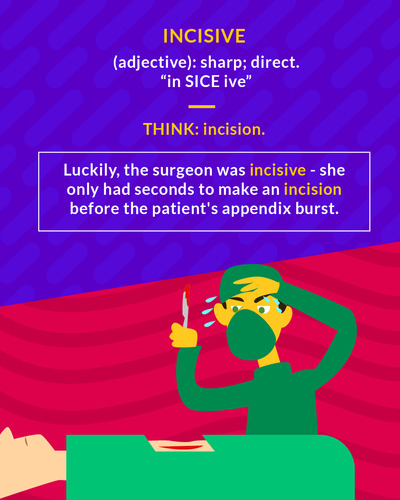 INCISIVE
(adjective): sharp; direct.
“in SICE ive”
THINK: incision.
Luckily, the surgeon was incisive - she
only had seconds to make an incision
before the patient's appendix burst.